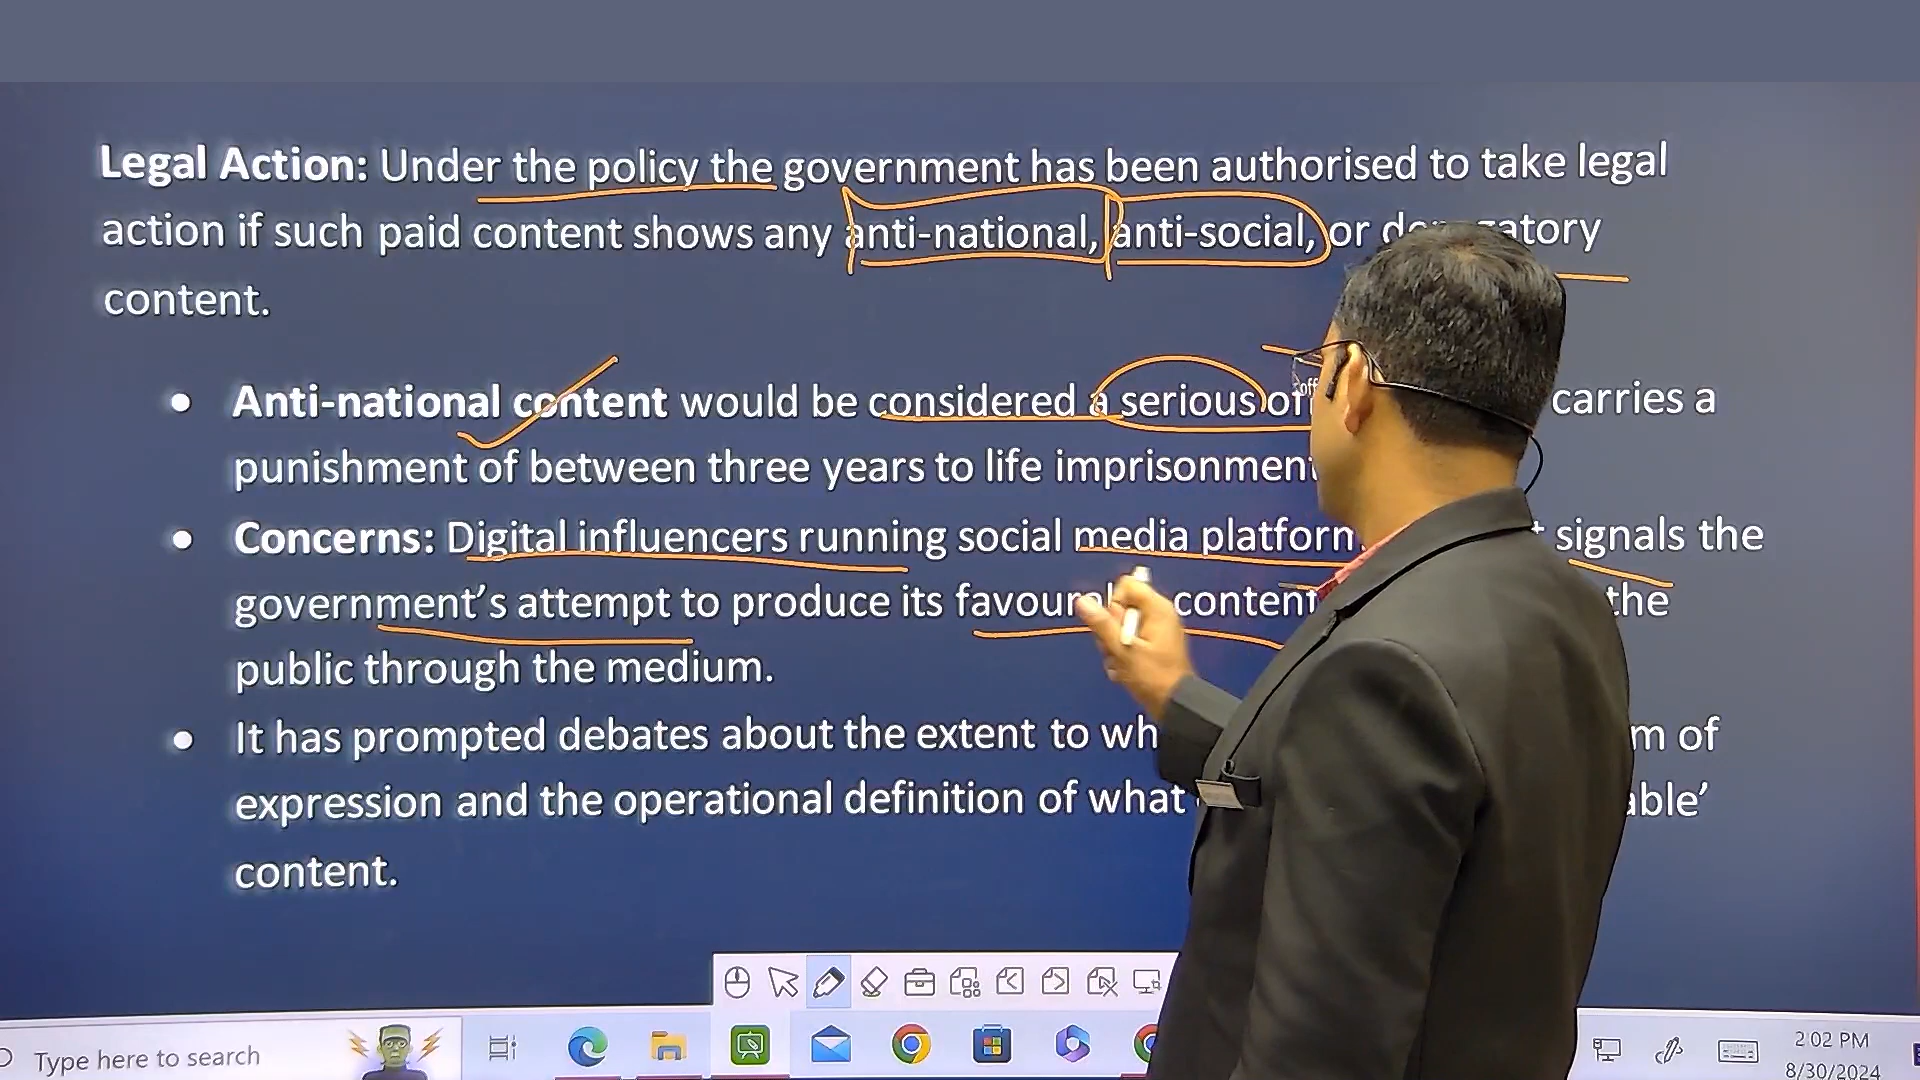 Legal Action: Under the policy the government has been authorised to take legal
action if such paid content shows any anti-national, anti-social, or
content.
• Anti-national content would be considered a serious carries a
punishment of between three years to life imprisonment
• Concerns: Digital influencers running social media signals the
government's attempt to produce its content the
public through the medium.
• It has prompted debates about the extent to of
expression and the operational definition of what
content.
Type here to search
2:02 PM
8/30/2024